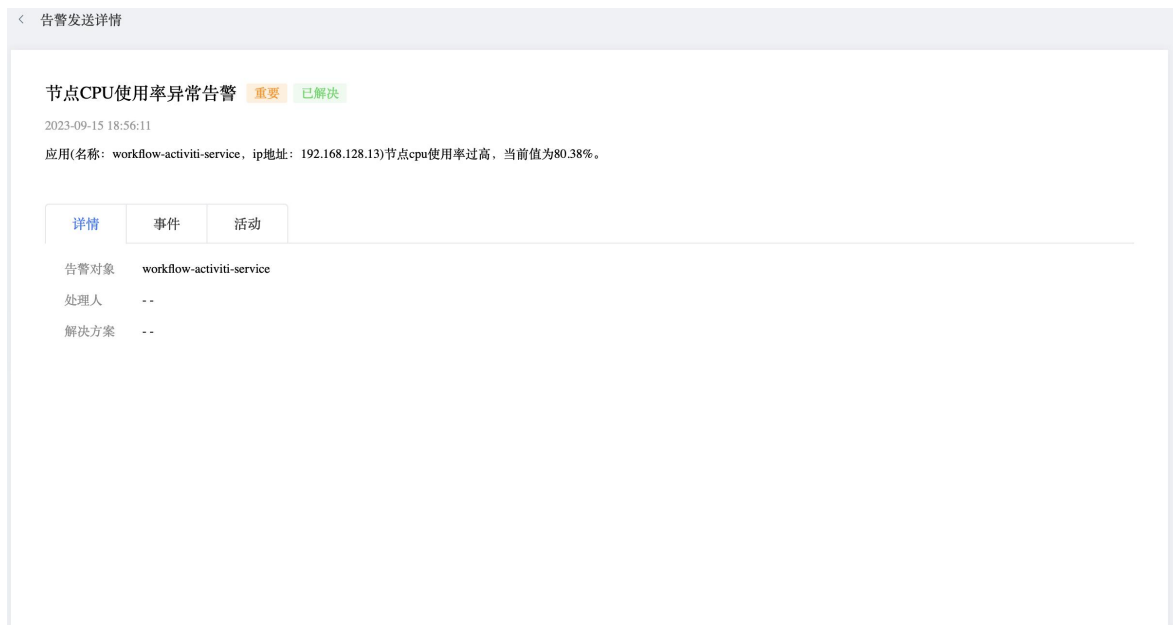 告警发送详情
节点CPU使用率异常告警 重要 已解决
2023-09-15 18:56:11
应用(名称：workflow-activiti-service，ip地址：192.168.128.13)节点cpu使用率过高，当前值为80.38%。
详情 事件 活动
告警对象 workflow-activiti-service
处理人 - -
解决方案 - -